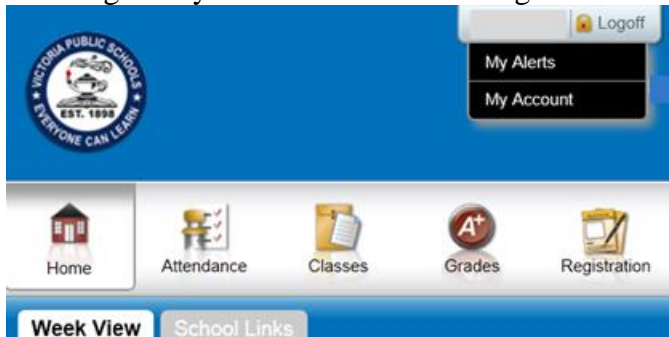 Logoff
My Alerts
My Account
VICTORIA PUBLIC SCHOOLS
EST. 1898
EVERYONE CAN LEARN
Home
Attendance
Classes
A+
Grades
Registration
Week View
School Links